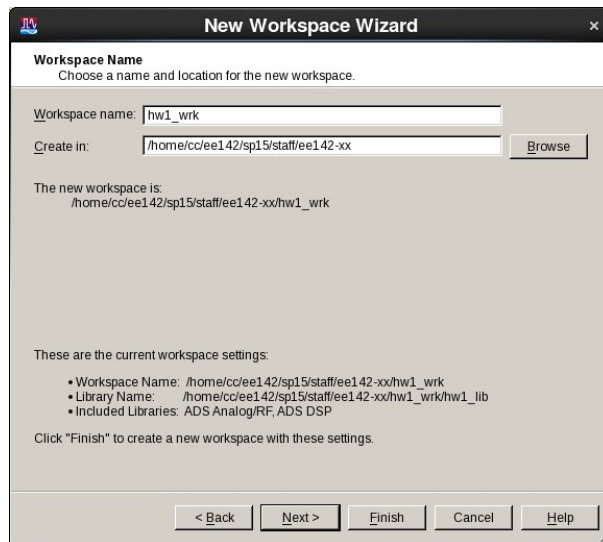 New Workspace Wizard
Workspace Name
Choose a name and location for the new workspace.
Workspace name: hw1_wrk
Create in: /home/cc/ee142/sp15/staff/ee142-xx Browse
The new workspace is:
/home/cc/ee142/sp15/staff/ee142-xx/hw1_wrk
These are the current workspace settings:
• Workspace Name: /home/cc/ee142/sp15/staff/ee142-xx/hw1_wrk
• Library Name: /home/cc/ee142/sp15/staff/ee142-xx/hw1_wrk/hw1_lib
• Included Libraries: ADS Analog/RF, ADS DSP
Click "Finish" to create a new workspace with these settings.
< Back Next > Finish Cancel Help